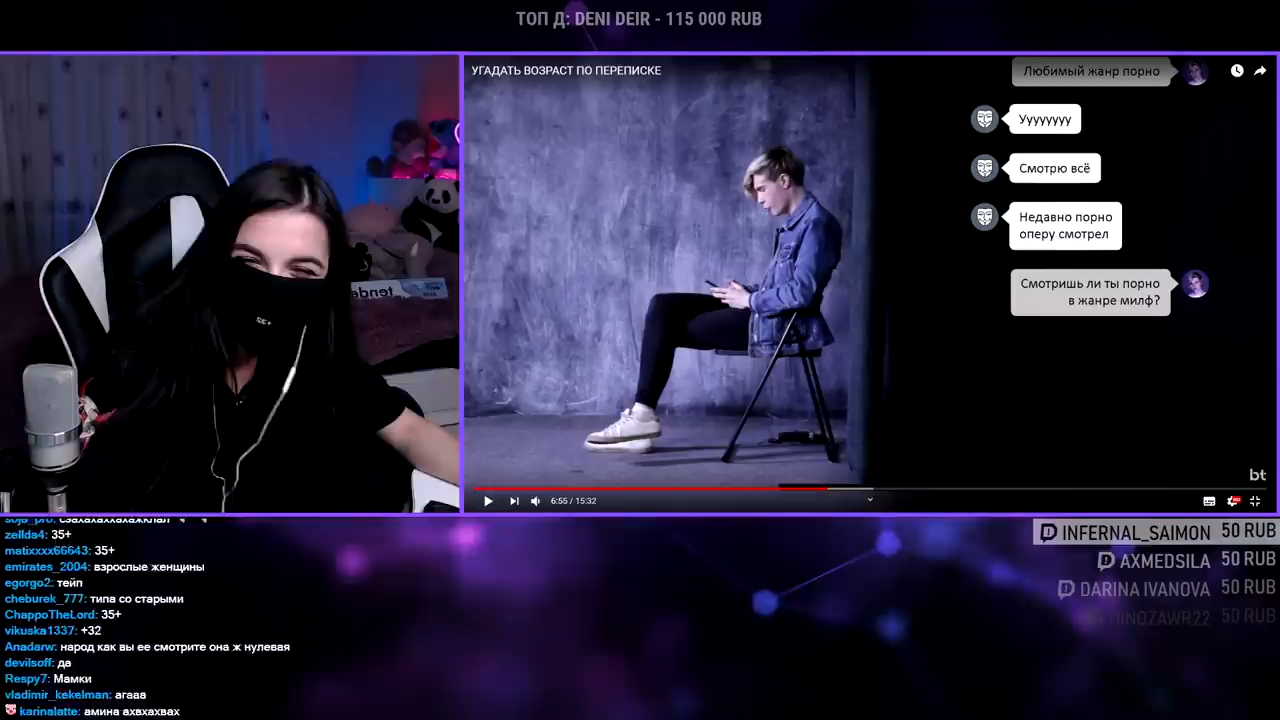 ТОП Д: DENI DEIR - 115 000 RUB
УГАДАТЬ ВОЗРАСТ ПО ПЕРЕПИСКЕ
Любимый жанр порно
Ууууууу
Смотрю всё
Недавно порно
оперу смотрел
Смотришь ли ты порно
в жанре милф?
bt
6:55 / 15:32
zellda4: 35+
matixxxx66643: 35+
emirates_2004: взрослые женщины
egorgo2: тейп
cheburek_777: типа со старыми
ChappoTheLord: 35+
vikuska1337: +32
Anadarw: народ как вы ее смотрите она ж нулевая
devilsoff: да
Respy7: Мамки
vladimir_kekelman: агааа
karinalatte: амина ахвхахвах
INFERNAL_SAIMON 50 RUB
AXMEDSILA 50 RUB
DARINA IVANOVA 50 RUB
50 RUB